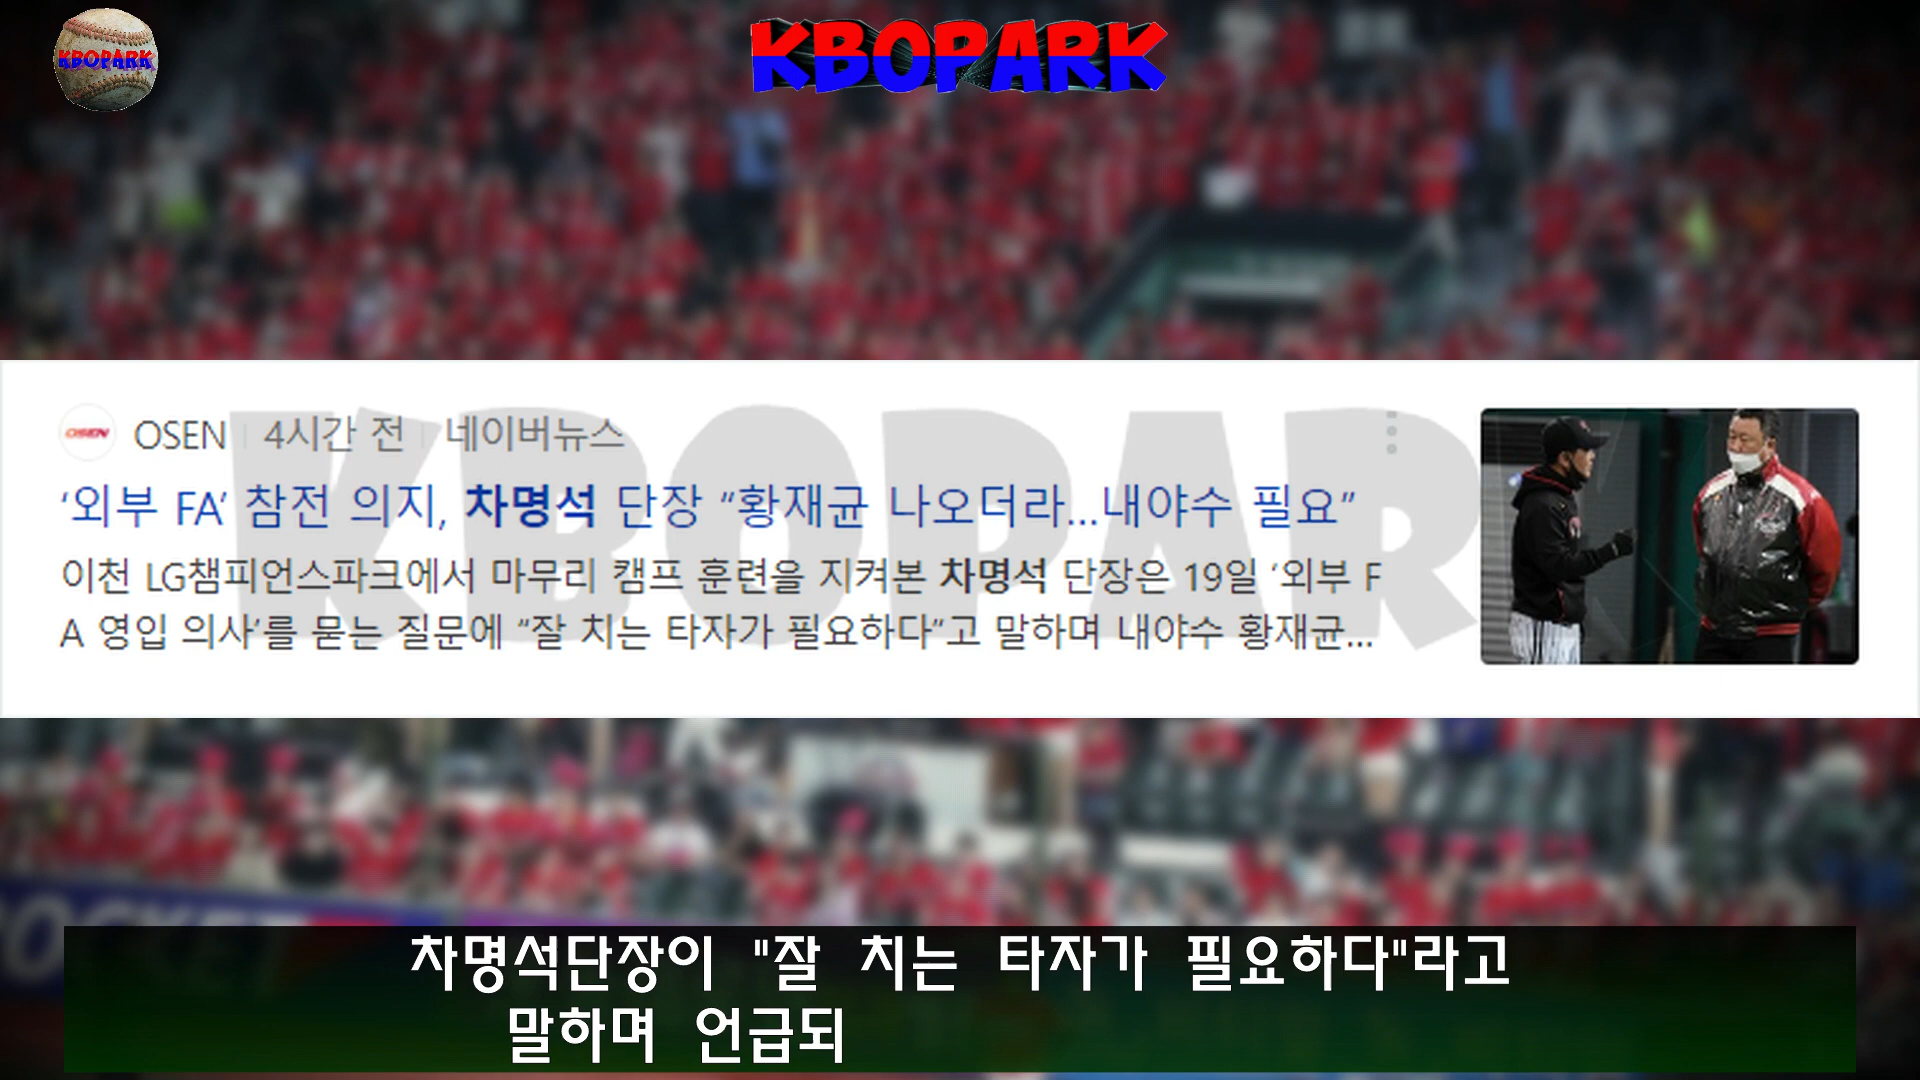 KBOPARK
KBOPARK
OSEN
OSEN 4시간 전 네이버뉴스
‘외부 FA’ 참전 의지, 차명석 단장 “황재균 나오더라...내야수 필요”
이천 LG챔피언스파크에서 마무리 캠프 훈련을 지켜본 차명석 단장은 19일 ‘외부 F
A 영입 의사’를 묻는 질문에 “잘 치는 타자가 필요하다”고 말하며 내야수 황재균...
KBOPAR
차명석단장이 "잘 치는 타자가 필요하다"라고
말하며 언급되